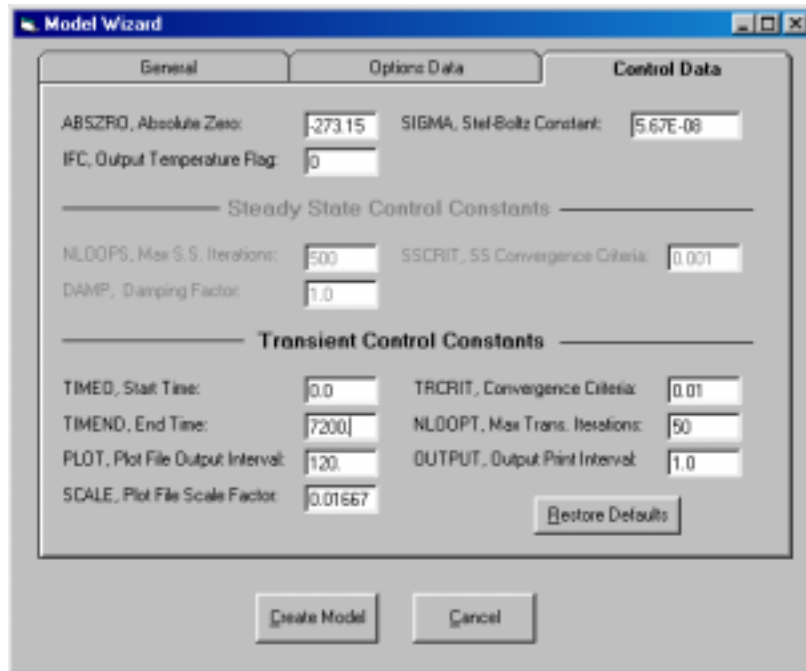 Model Wizard
General Options Data Control Data
ABSZRO, Absolute Zero: -273.15 SIGMA, Stef-Boltz Constant: 5.67E-08
IFC, Output Temperature Flag: 0
Steady State Control Constants
NLOOPS, Max S.S. Iterations: 500 SSCRIT, SS Convergence Criteria: 0.001
DAMP, Damping Factor: 1.0
Transient Control Constants
TIMEO, Start Time: 0.0 TRCRIT, Convergence Criteria: 0.01
TIMEND, End Time: 7200. NLOOPT, Max Trans. Iterations: 50
PLOT, Plot File Output Interval: 120. OUTPUT, Output Print Interval: 1.0
SCALE, Plot File Scale Factor: 0.01667
Restore Defaults
Create Model Cancel